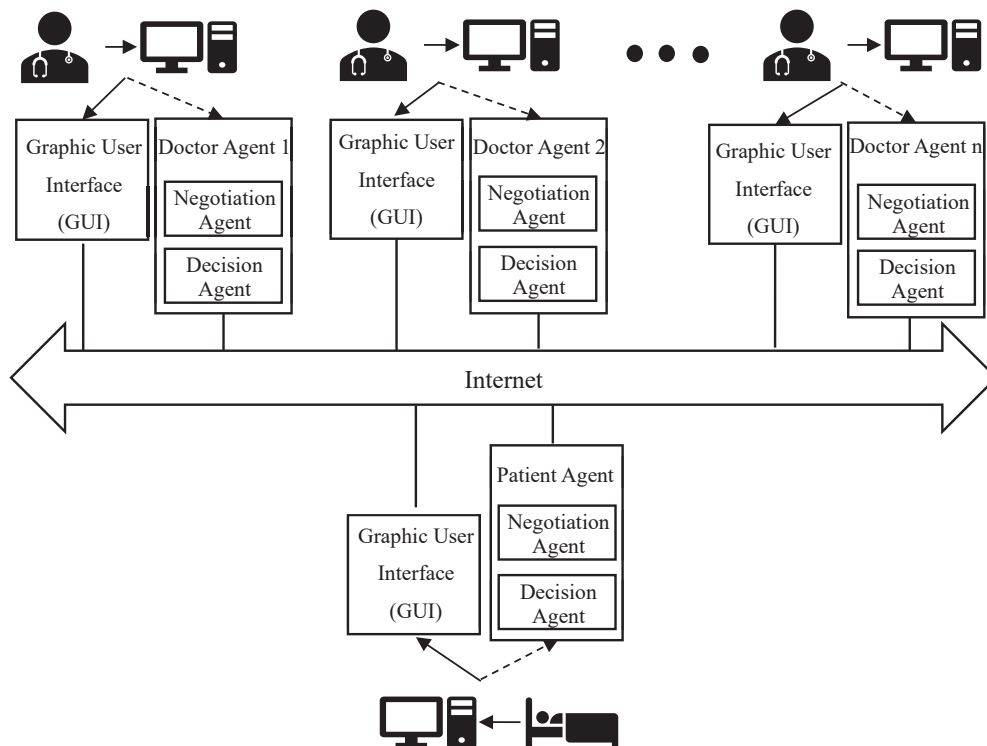 Graphic User
Interface
(GUI)
Doctor Agent 1
Negotiation
Agent
Decision
Agent
Graphic User
Interface
(GUI)
Doctor Agent 2
Negotiation
Agent
Decision
Agent
Graphic User
Interface
(GUI)
Doctor Agent n
Negotiation
Agent
Decision
Agent
Internet
Graphic User
Interface
(GUI)
Patient Agent
Negotiation
Agent
Decision
Agent